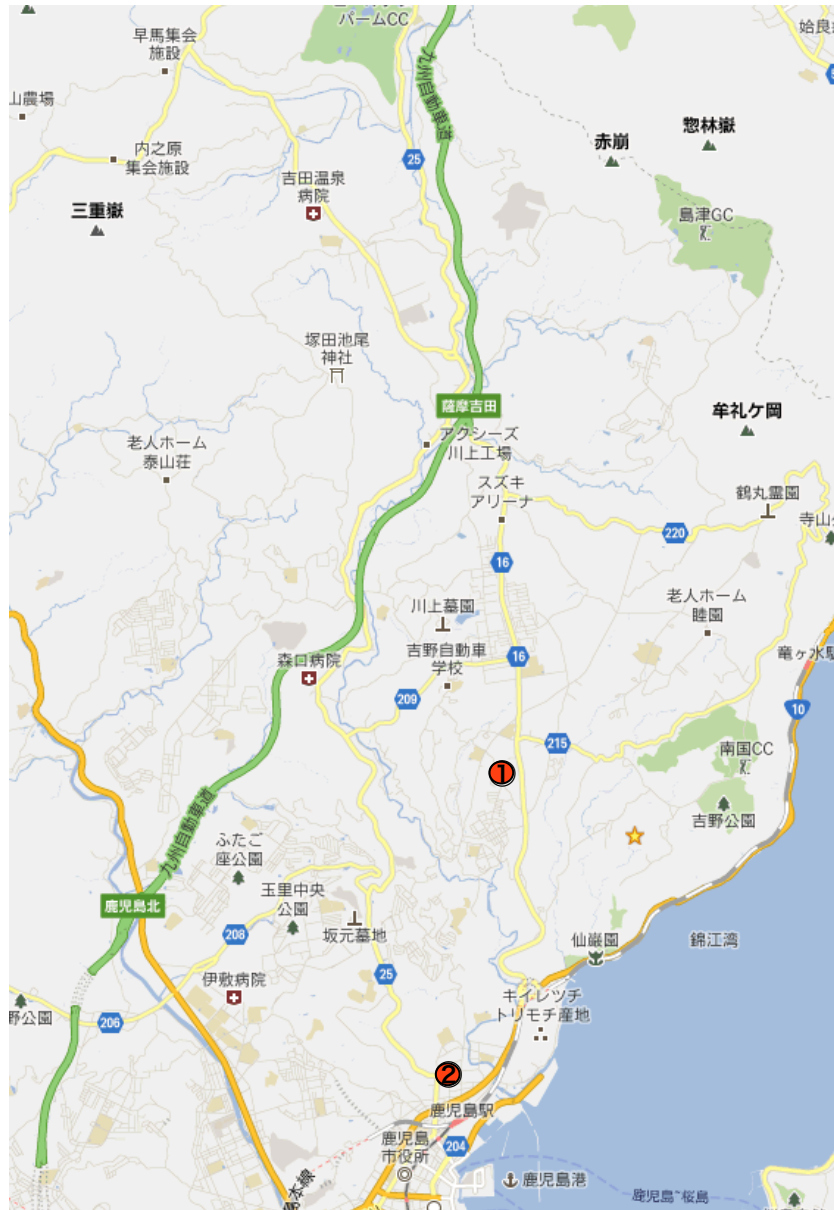 パームCC
早馬集会
施設
九州自動車道
姶良
山農場
内之原
集会施設
25
赤崩
惣林嶽
吉田温泉
病院
三重嶽
島津GC
塚田池尾
神社
薩摩吉田
牟礼ケ岡
老人ホーム
泰山荘
アクシーズ
川上工場
スズキ
アリーナ
鶴丸霊園
寺山公
220
16
川上墓園
老人ホーム
睦園
吉野自動車
学校
16
森口病院
竜ヶ水駅
209
10
215
南国CC
①
九州自動車道
吉野公園
ふたご
座公園
玉里中央
公園
鹿児島北
208
坂元墓地
仙巌園
錦江湾
25
伊敷病院
キイレツチ
トリモチ産地
野公園
206
②
鹿児島駅
鹿児島
市役所
204
鹿児島港
島本線
鹿児島~桜島